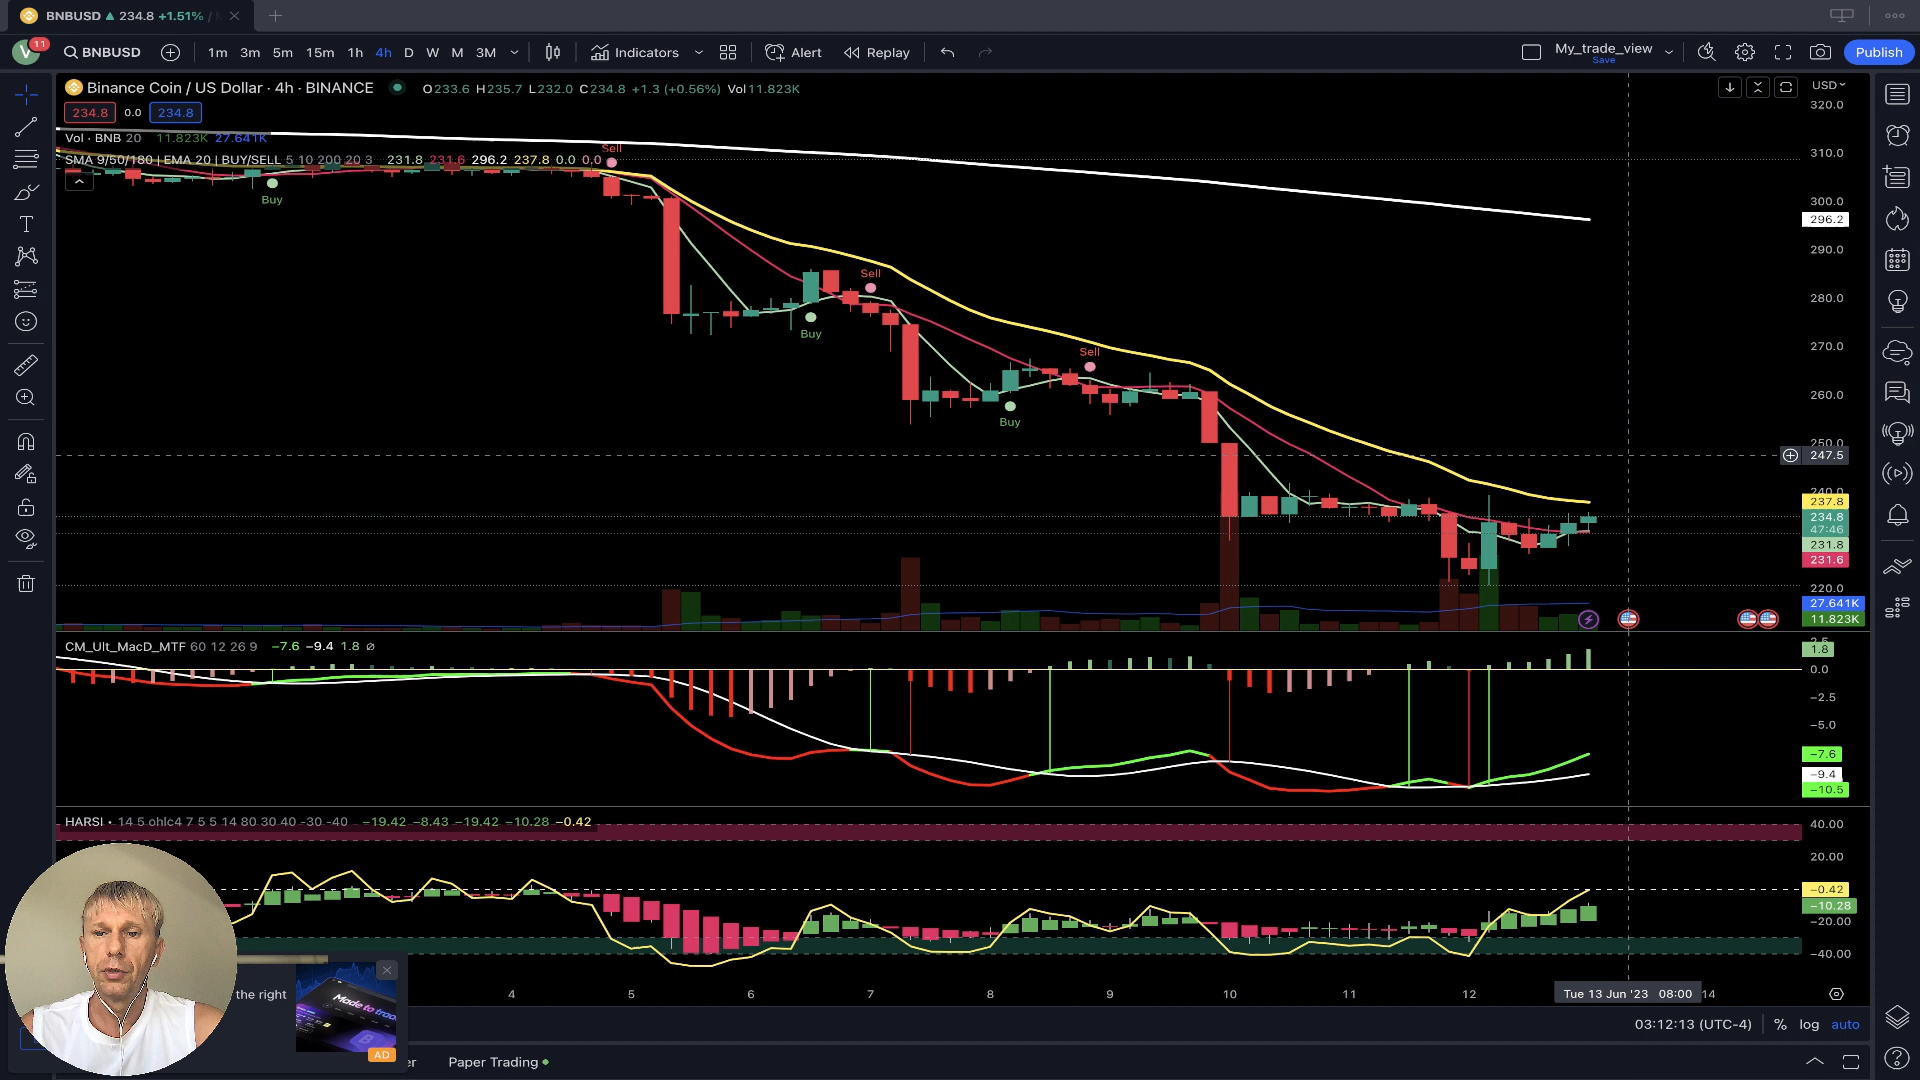 BNBUSD ▲ 234.8 +1.51% /
V 11 BNBUSD 1m 3m 5m 15m 1h 4h D W M 3M Indicators Alert Replay My_trade_view Save Publish
Binance Coin / US Dollar · 4h · BINANCE O233.6 H235.7 L232.0 C234.8 +1.3 (+0.56%) Vol11.823K
234.8 0.0 234.8
Vol · BNB 20 11.823K 27.641K
SMA 9/50/180 | EMA 20 | BUY/SELL 5 10 200 20 3 231.8 231.6 296.2 237.8 0.0 0.0
Sell
Buy
Sell
Buy
Sell
Buy
USD
320.0
310.0
300.0
296.2
290.0
280.0
270.0
260.0
250.0
247.5
240.0
237.8
234.8
47:46
231.8
231.6
220.0
27.641K
11.823K
CM_Ult_MacD_MTF 60 12 26 9 −7.6 −9.4 1.8 ∅
2.5
1.8
0.0
−2.5
−5.0
−7.6
−9.4
−10.5
HARSI • 14 5 ohlc4 7 5 5 14 80 30 40 -30 -40 −19.42 −8.43 −19.42 −10.28 −0.42
40.00
20.00
−0.42
−10.28
−20.00
−40.00
4 5 6 7 8 9 10 11 12 Tue 13 Jun '23 08:00 14
the right
Made to trade
AD
03:12:13 (UTC-4) % log auto
er Paper Trading